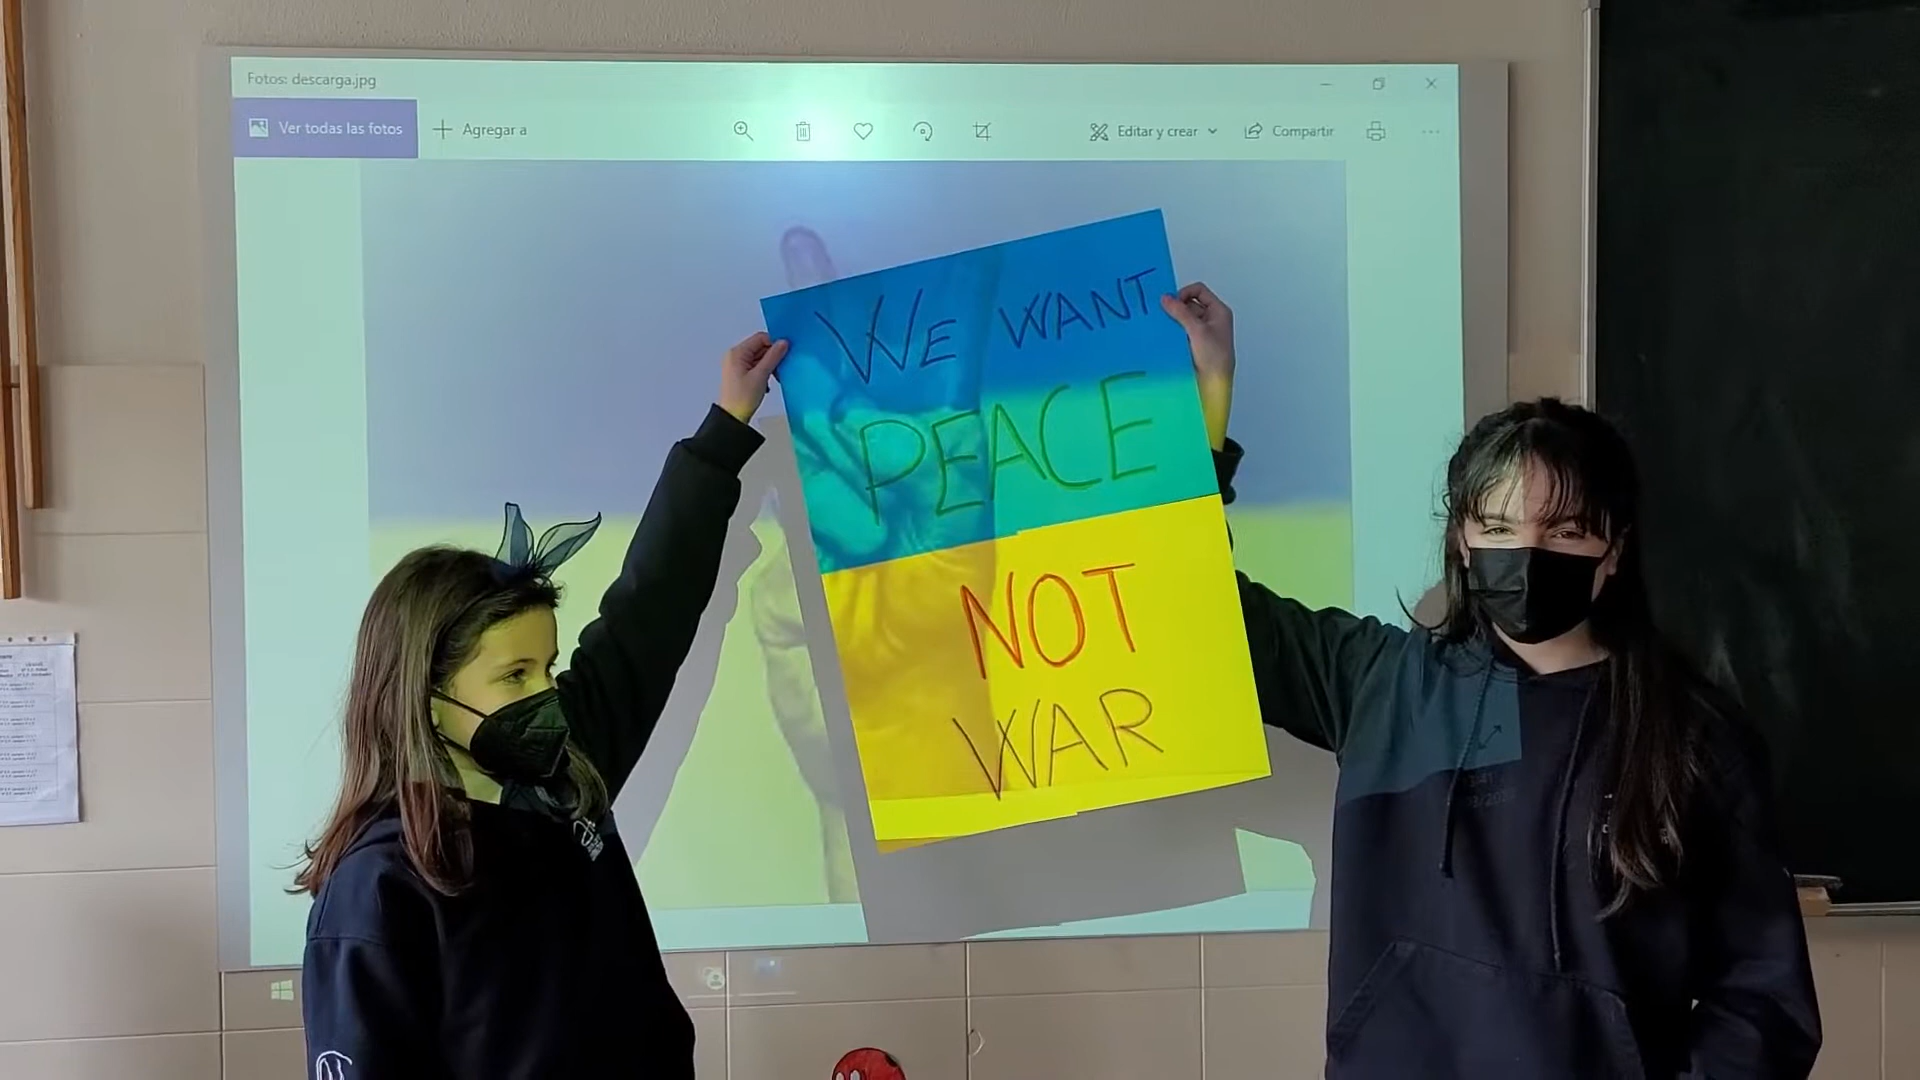 Fotos: descarga.jpg
Ver todas las fotos
Agregar a
Editar y crear
Compartir
WE WANT
PEACE
NOT
WAR